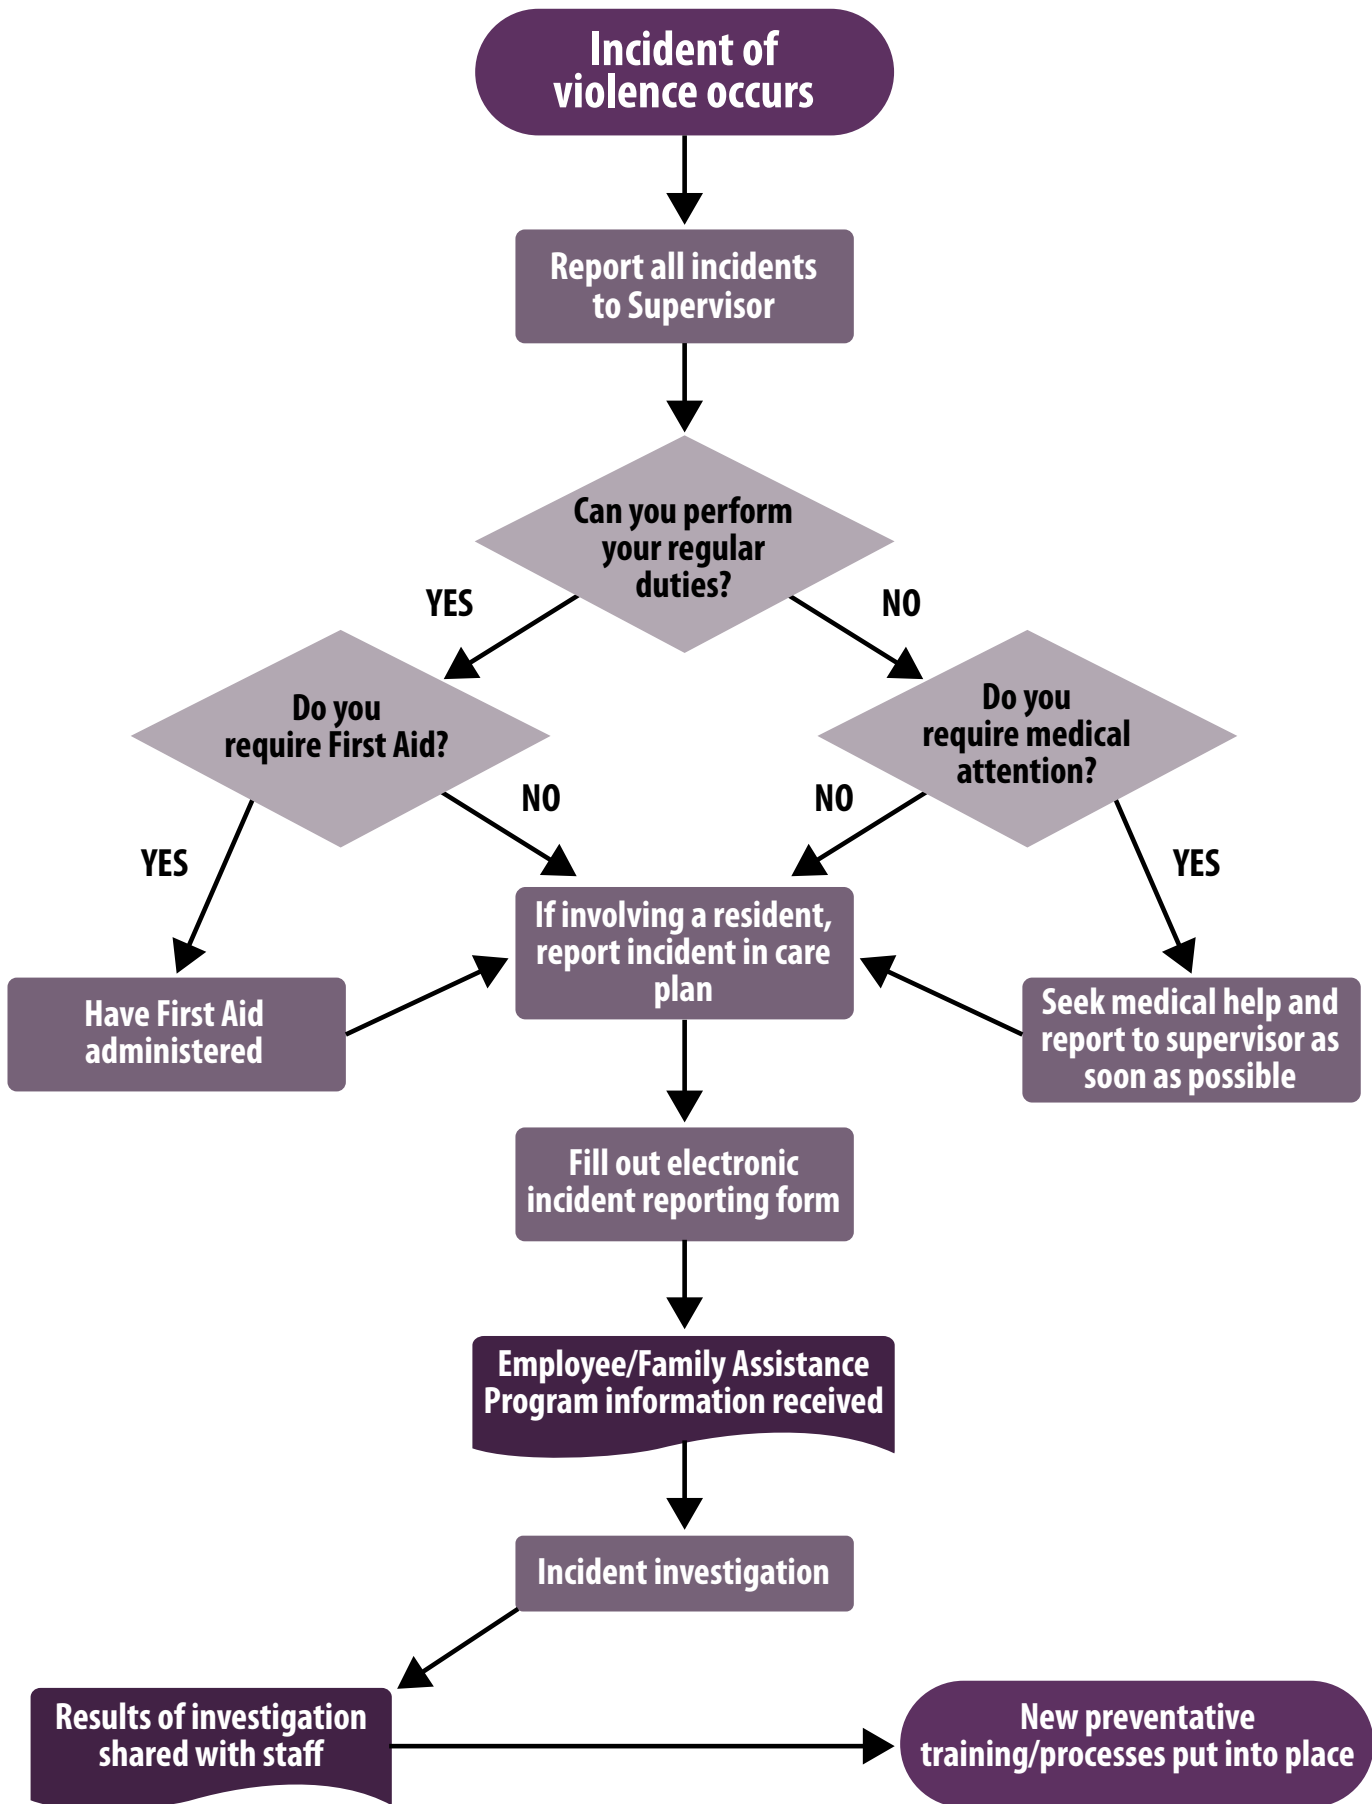 Incident of
violence occurs
Report all incidents
to Supervisor
Can you perform
your regular
duties?
YES
NO
Do you
require First Aid?
Do you
require medical
attention?
NO
NO
YES
YES
If involving a resident,
report incident in care
plan
Have First Aid
administered
Seek medical help and
report to supervisor as
soon as possible
Fill out electronic
incident reporting form
Employee/Family Assistance
Program information received
Incident investigation
Results of investigation
shared with staff
New preventative
training/processes put into place